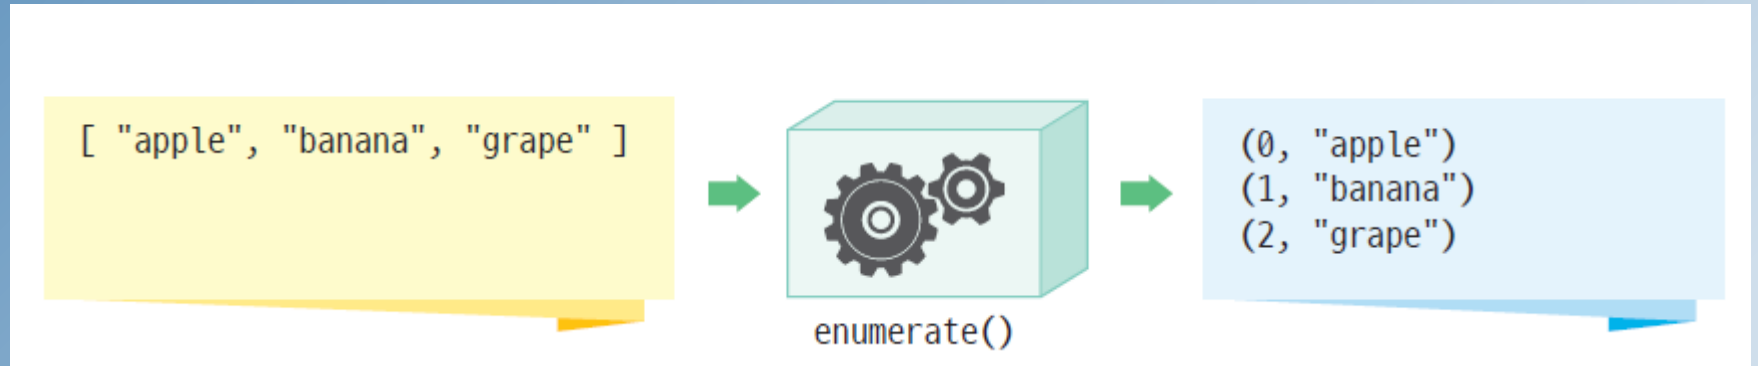 [ "apple", "banana", "grape" ]
enumerate()
(0, "apple")
(1, "banana")
(2, "grape")